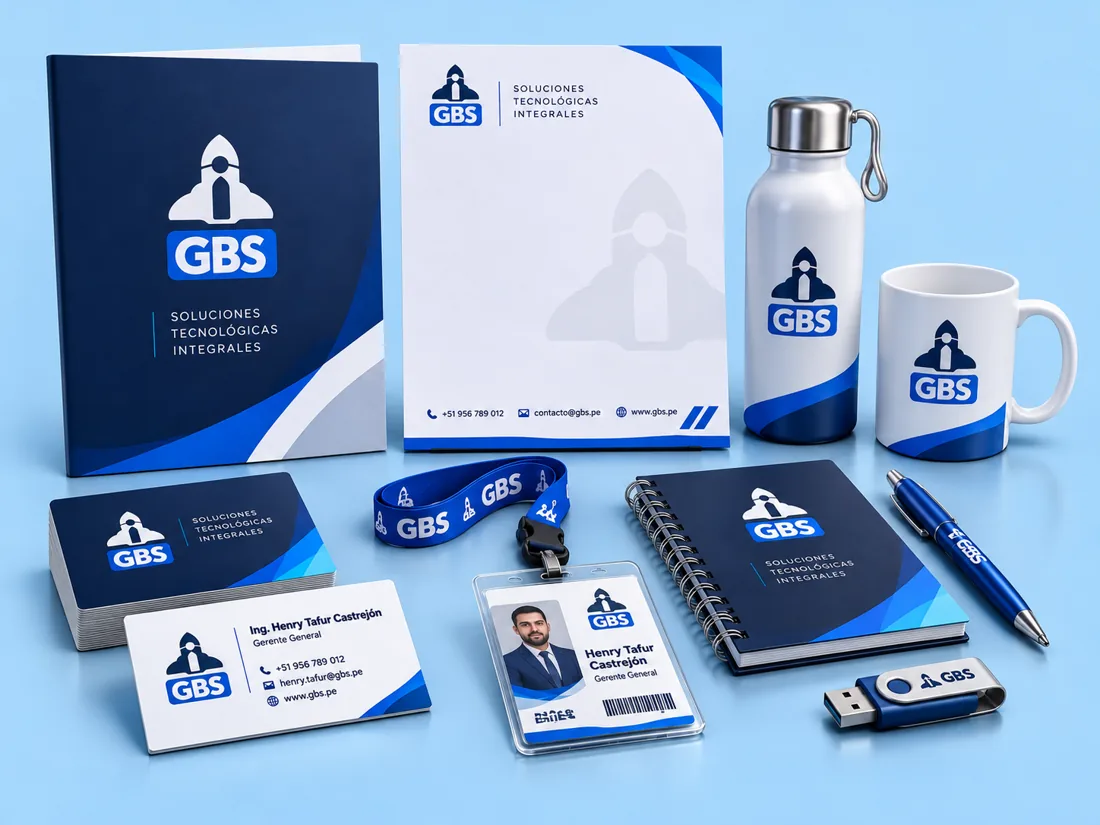 GBS
SOLUCIONES
TECNOLÓGICAS
INTEGRALES
GBS
SOLUCIONES
TECNOLÓGICAS
INTEGRALES
+51 956 789 012
contacto@gbs.pe
www.gbs.pe
GBS
GBS
GBS
SOLUCIONES
TECNOLÓGICAS
INTEGRALES
GBS
Ing. Henry Tafur Castrejón
Gerente General
+51 956 789 012
henry.tafur@gbs.pe
www.gbs.pe
GBS
GBS
GBS
Henry Tafur
Castrejón
Gerente General
GBS
SOLUCIONES
TECNOLÓGICAS
INTEGRALES
GBS
GBS